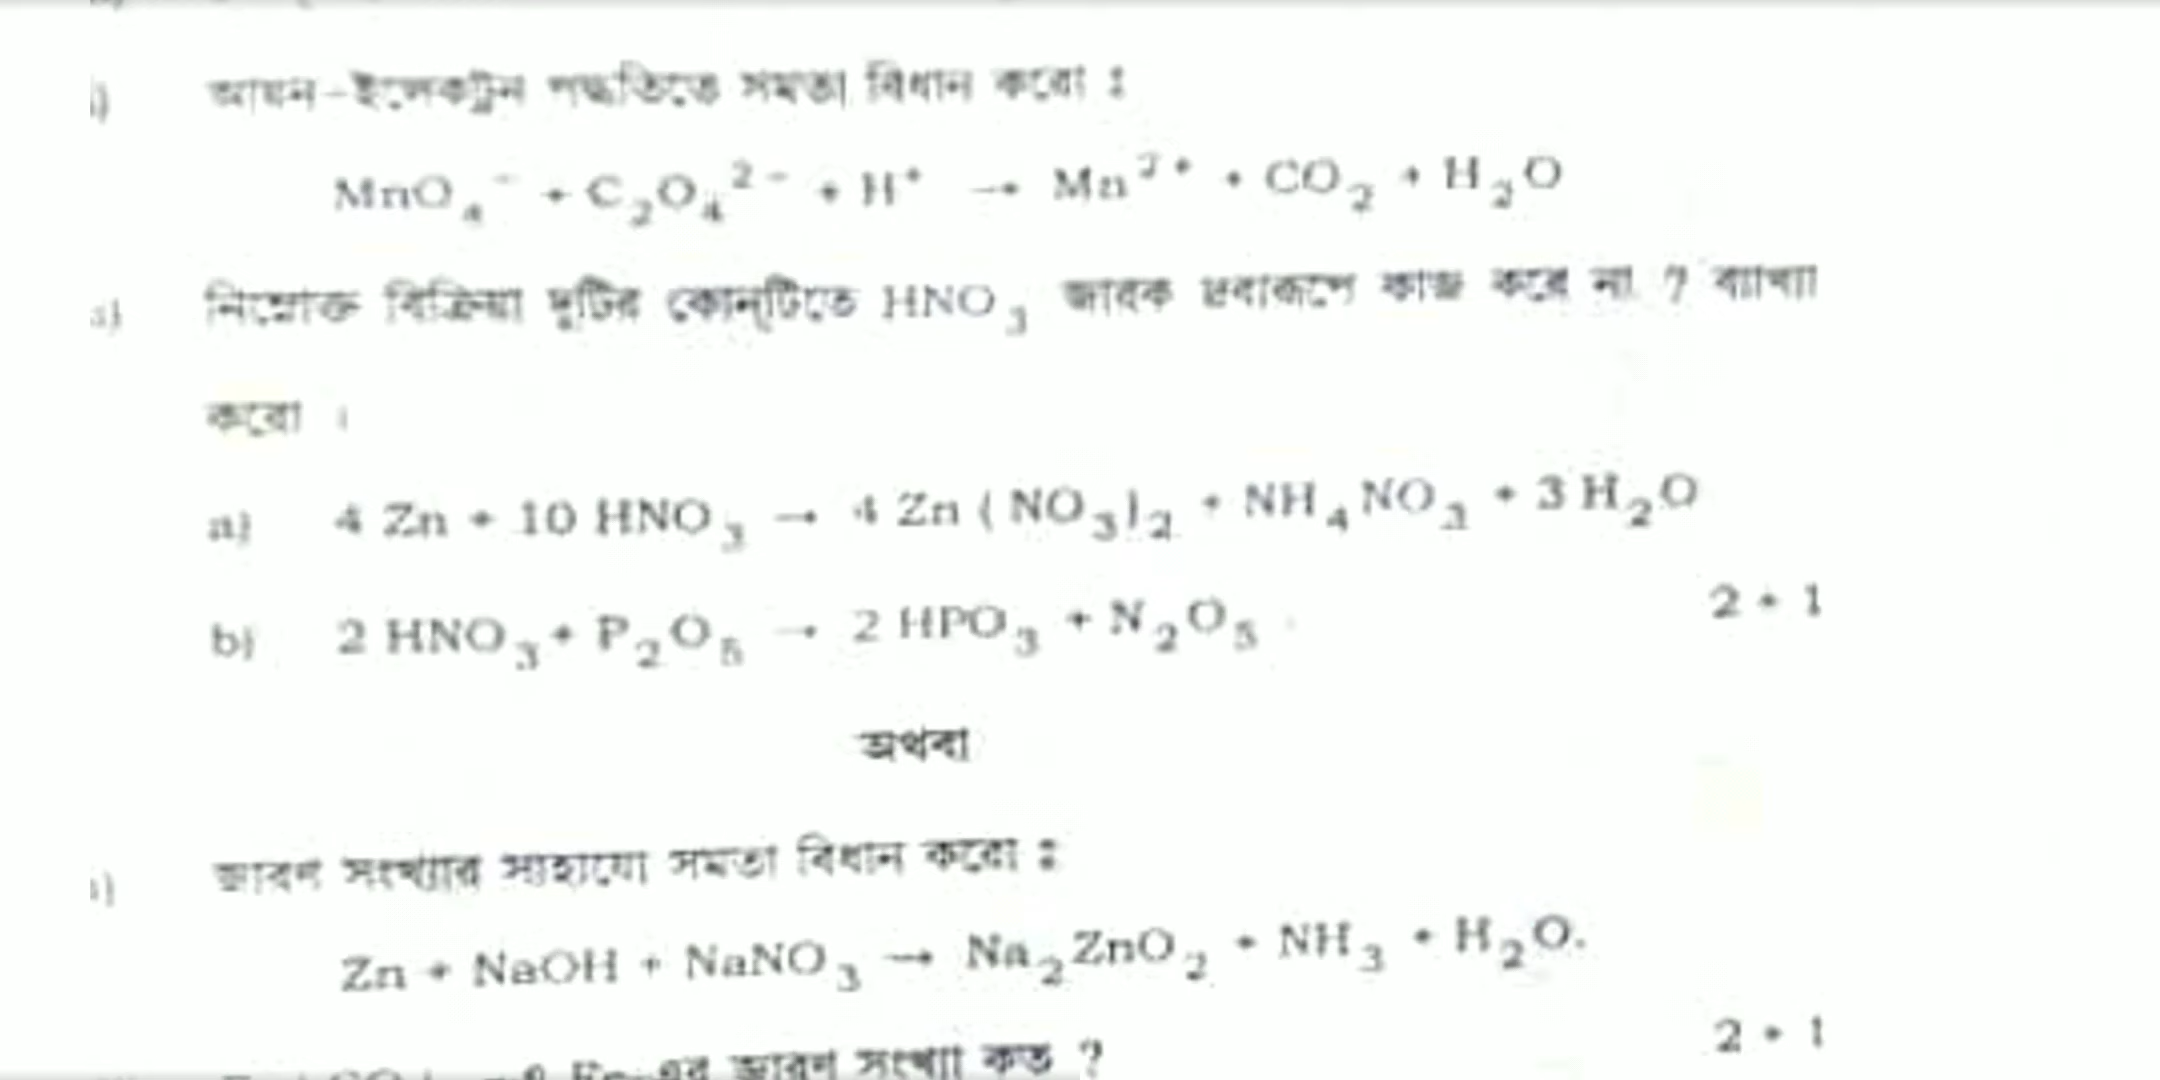 আয়ন-ইলেকট্রন পদ্ধতিতে সমতা বিধান করো ঃ
MnO₄⁻ + C₂O₄²⁻ + H⁺ → Mn²⁺ + CO₂ + H₂O
নিম্নোক্ত বিক্রিয়া দুটির কোন্‌টিতে HNO₃ জারক দ্রব্যরূপে কাজ করে না ? ব্যাখ্যা
করো ।
a) 4 Zn + 10 HNO₃ → 4 Zn ( NO₃)₂ + NH₄NO₃ + 3 H₂O
b) 2 HNO₃ + P₂O₅ → 2 HPO₃ + N₂O₅
2 + 1
অথবা
জারণ সংখ্যার সাহায্যে সমতা বিধান করো ঃ
Zn + NaOH + NaNO₃ → Na₂ZnO₂ + NH₃ + H₂O.
জারণ সংখ্যা কত ?
2 + 1